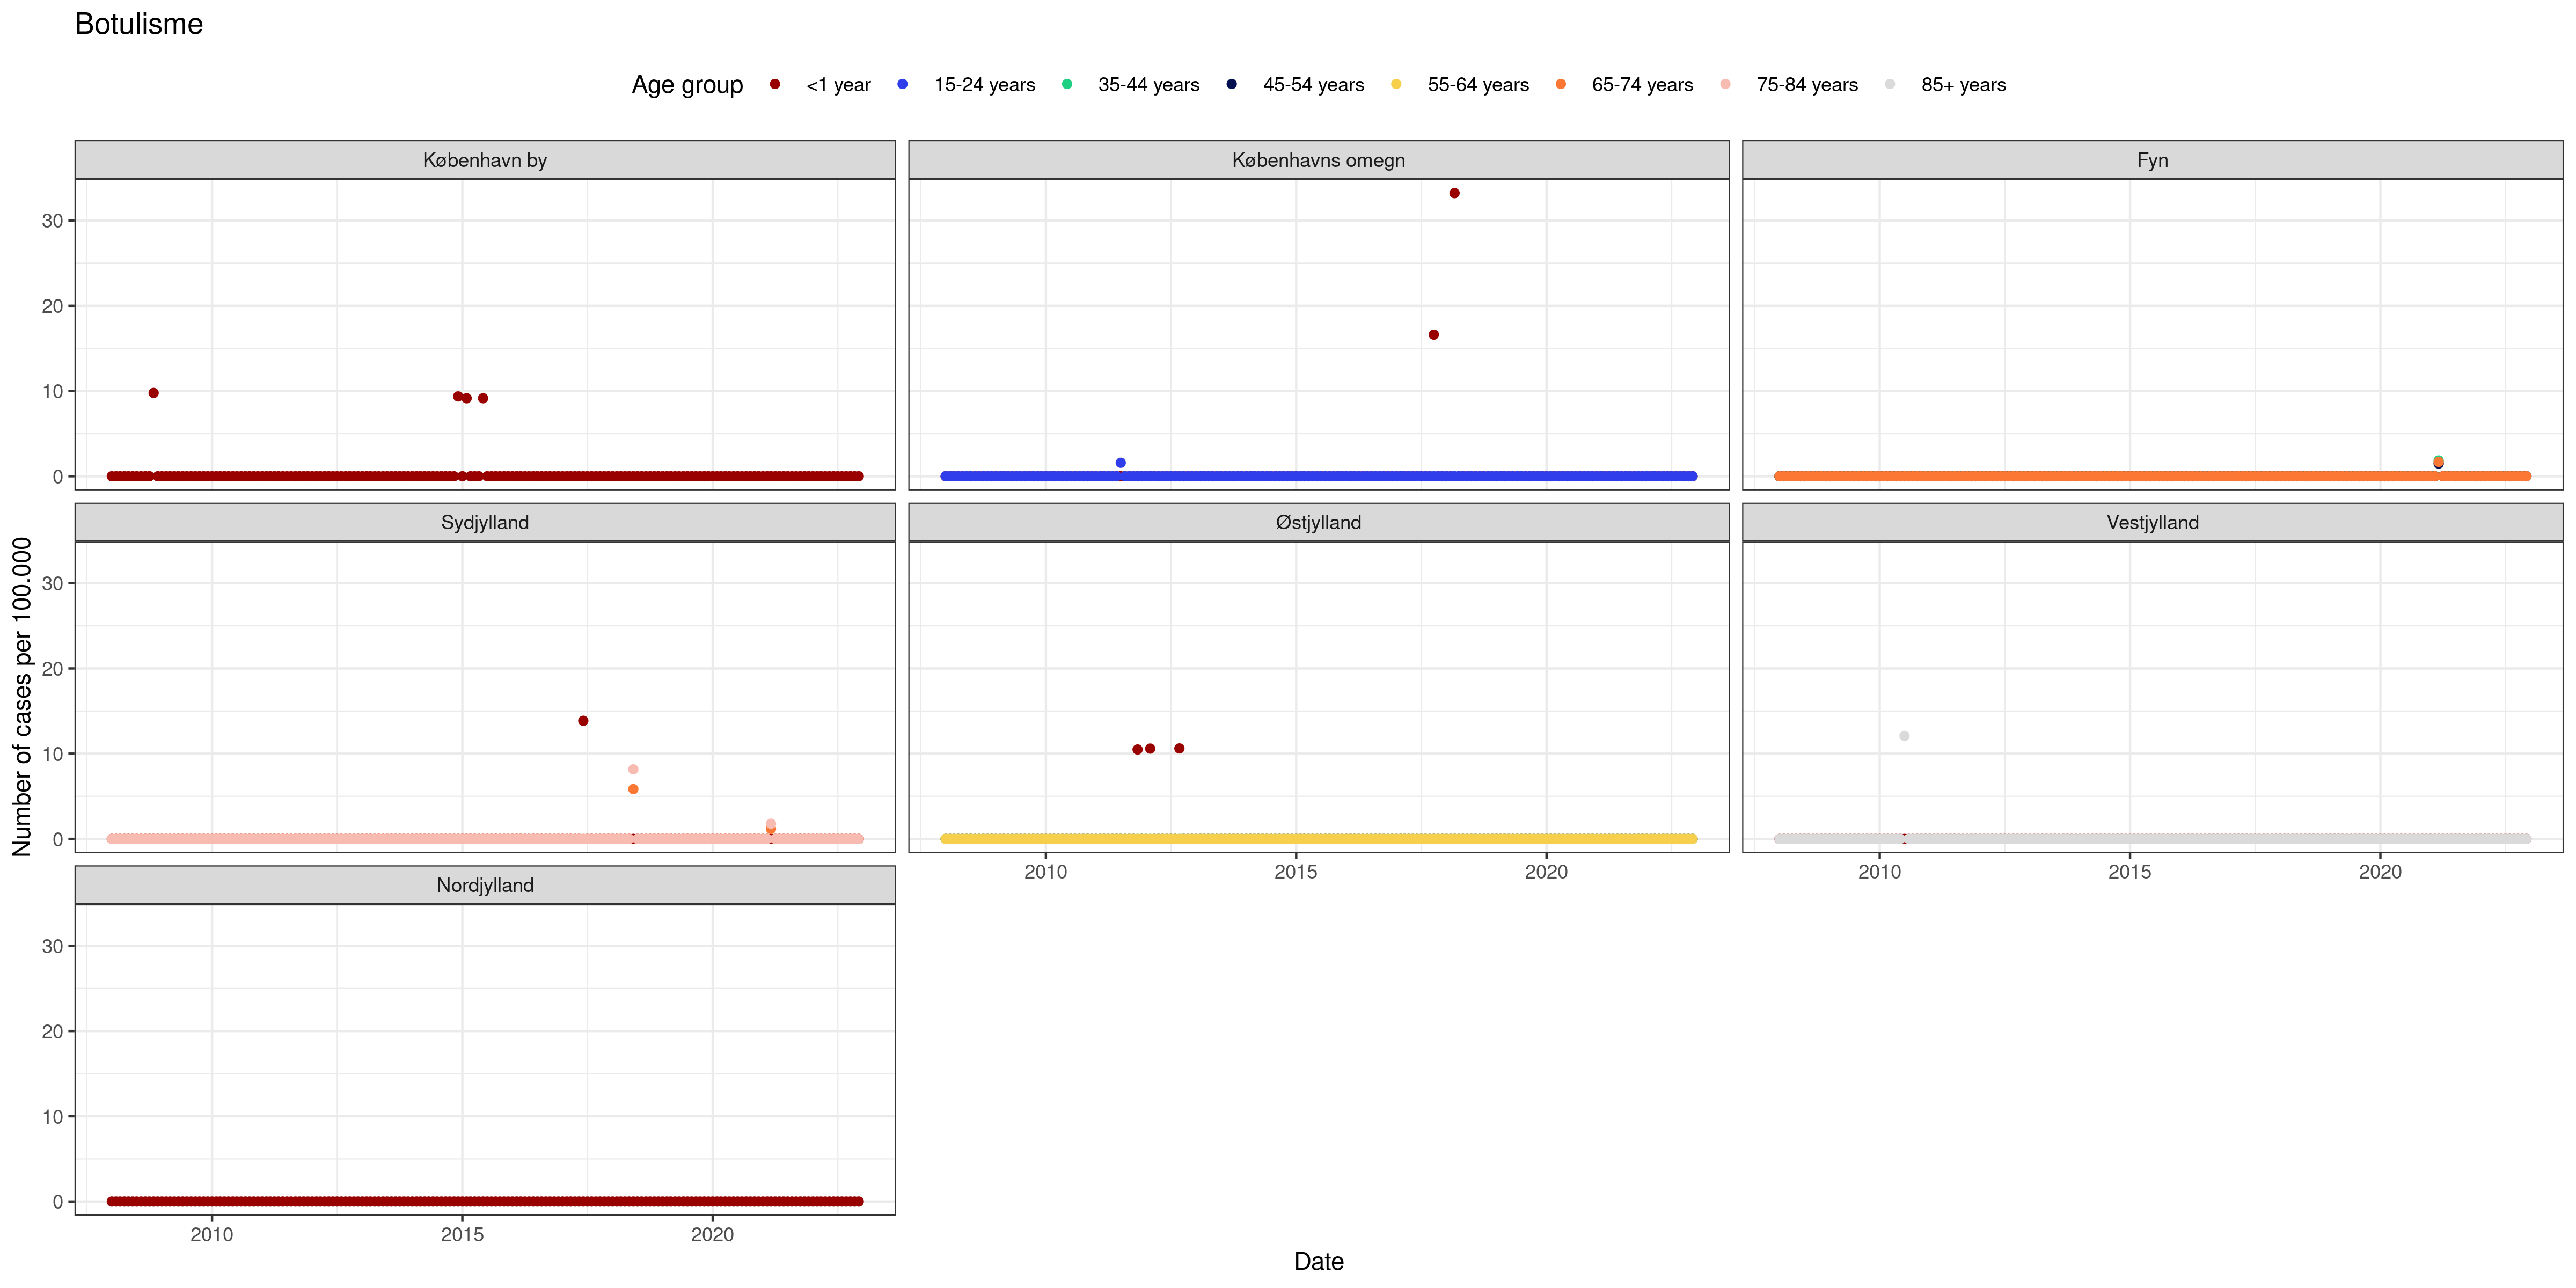 Botulisme
Age group <1 year 15-24 years 35-44 years 45-54 years 55-64 years 65-74 years 75-84 years 85+ years
København by
Københavns omegn
Fyn
30
20
10
0
Sydjylland
Østjylland
Vestjylland
30
20
10
0
2010 2015 2020
2010 2015 2020
Nordjylland
30
20
10
0
2010 2015 2020
Number of cases per 100.000
Date